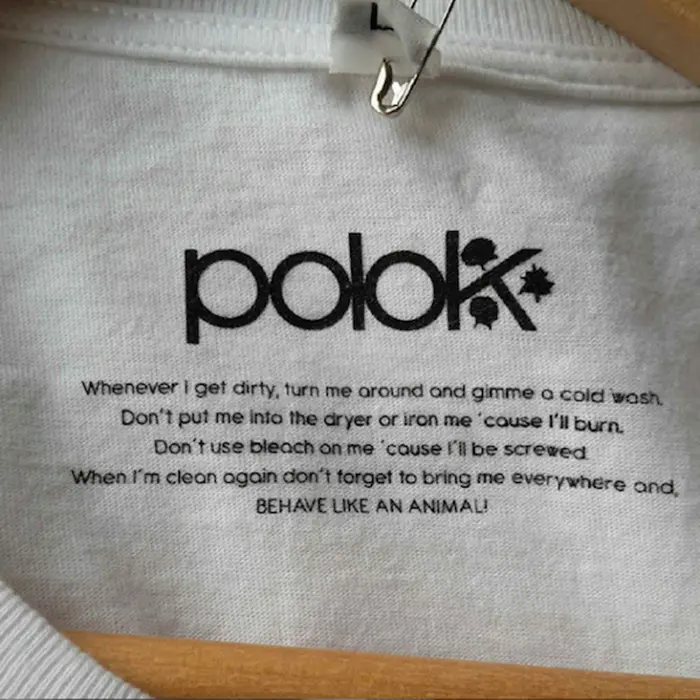 L
polok
Whenever I get dirty, turn me around and gimme a cold wash.
Don't put me into the dryer or iron me 'cause I'll burn.
Don't use bleach on me 'cause I'll be screwed
When I'm clean again don't forget to bring me everywhere and,
BEHAVE LIKE AN ANIMAL!